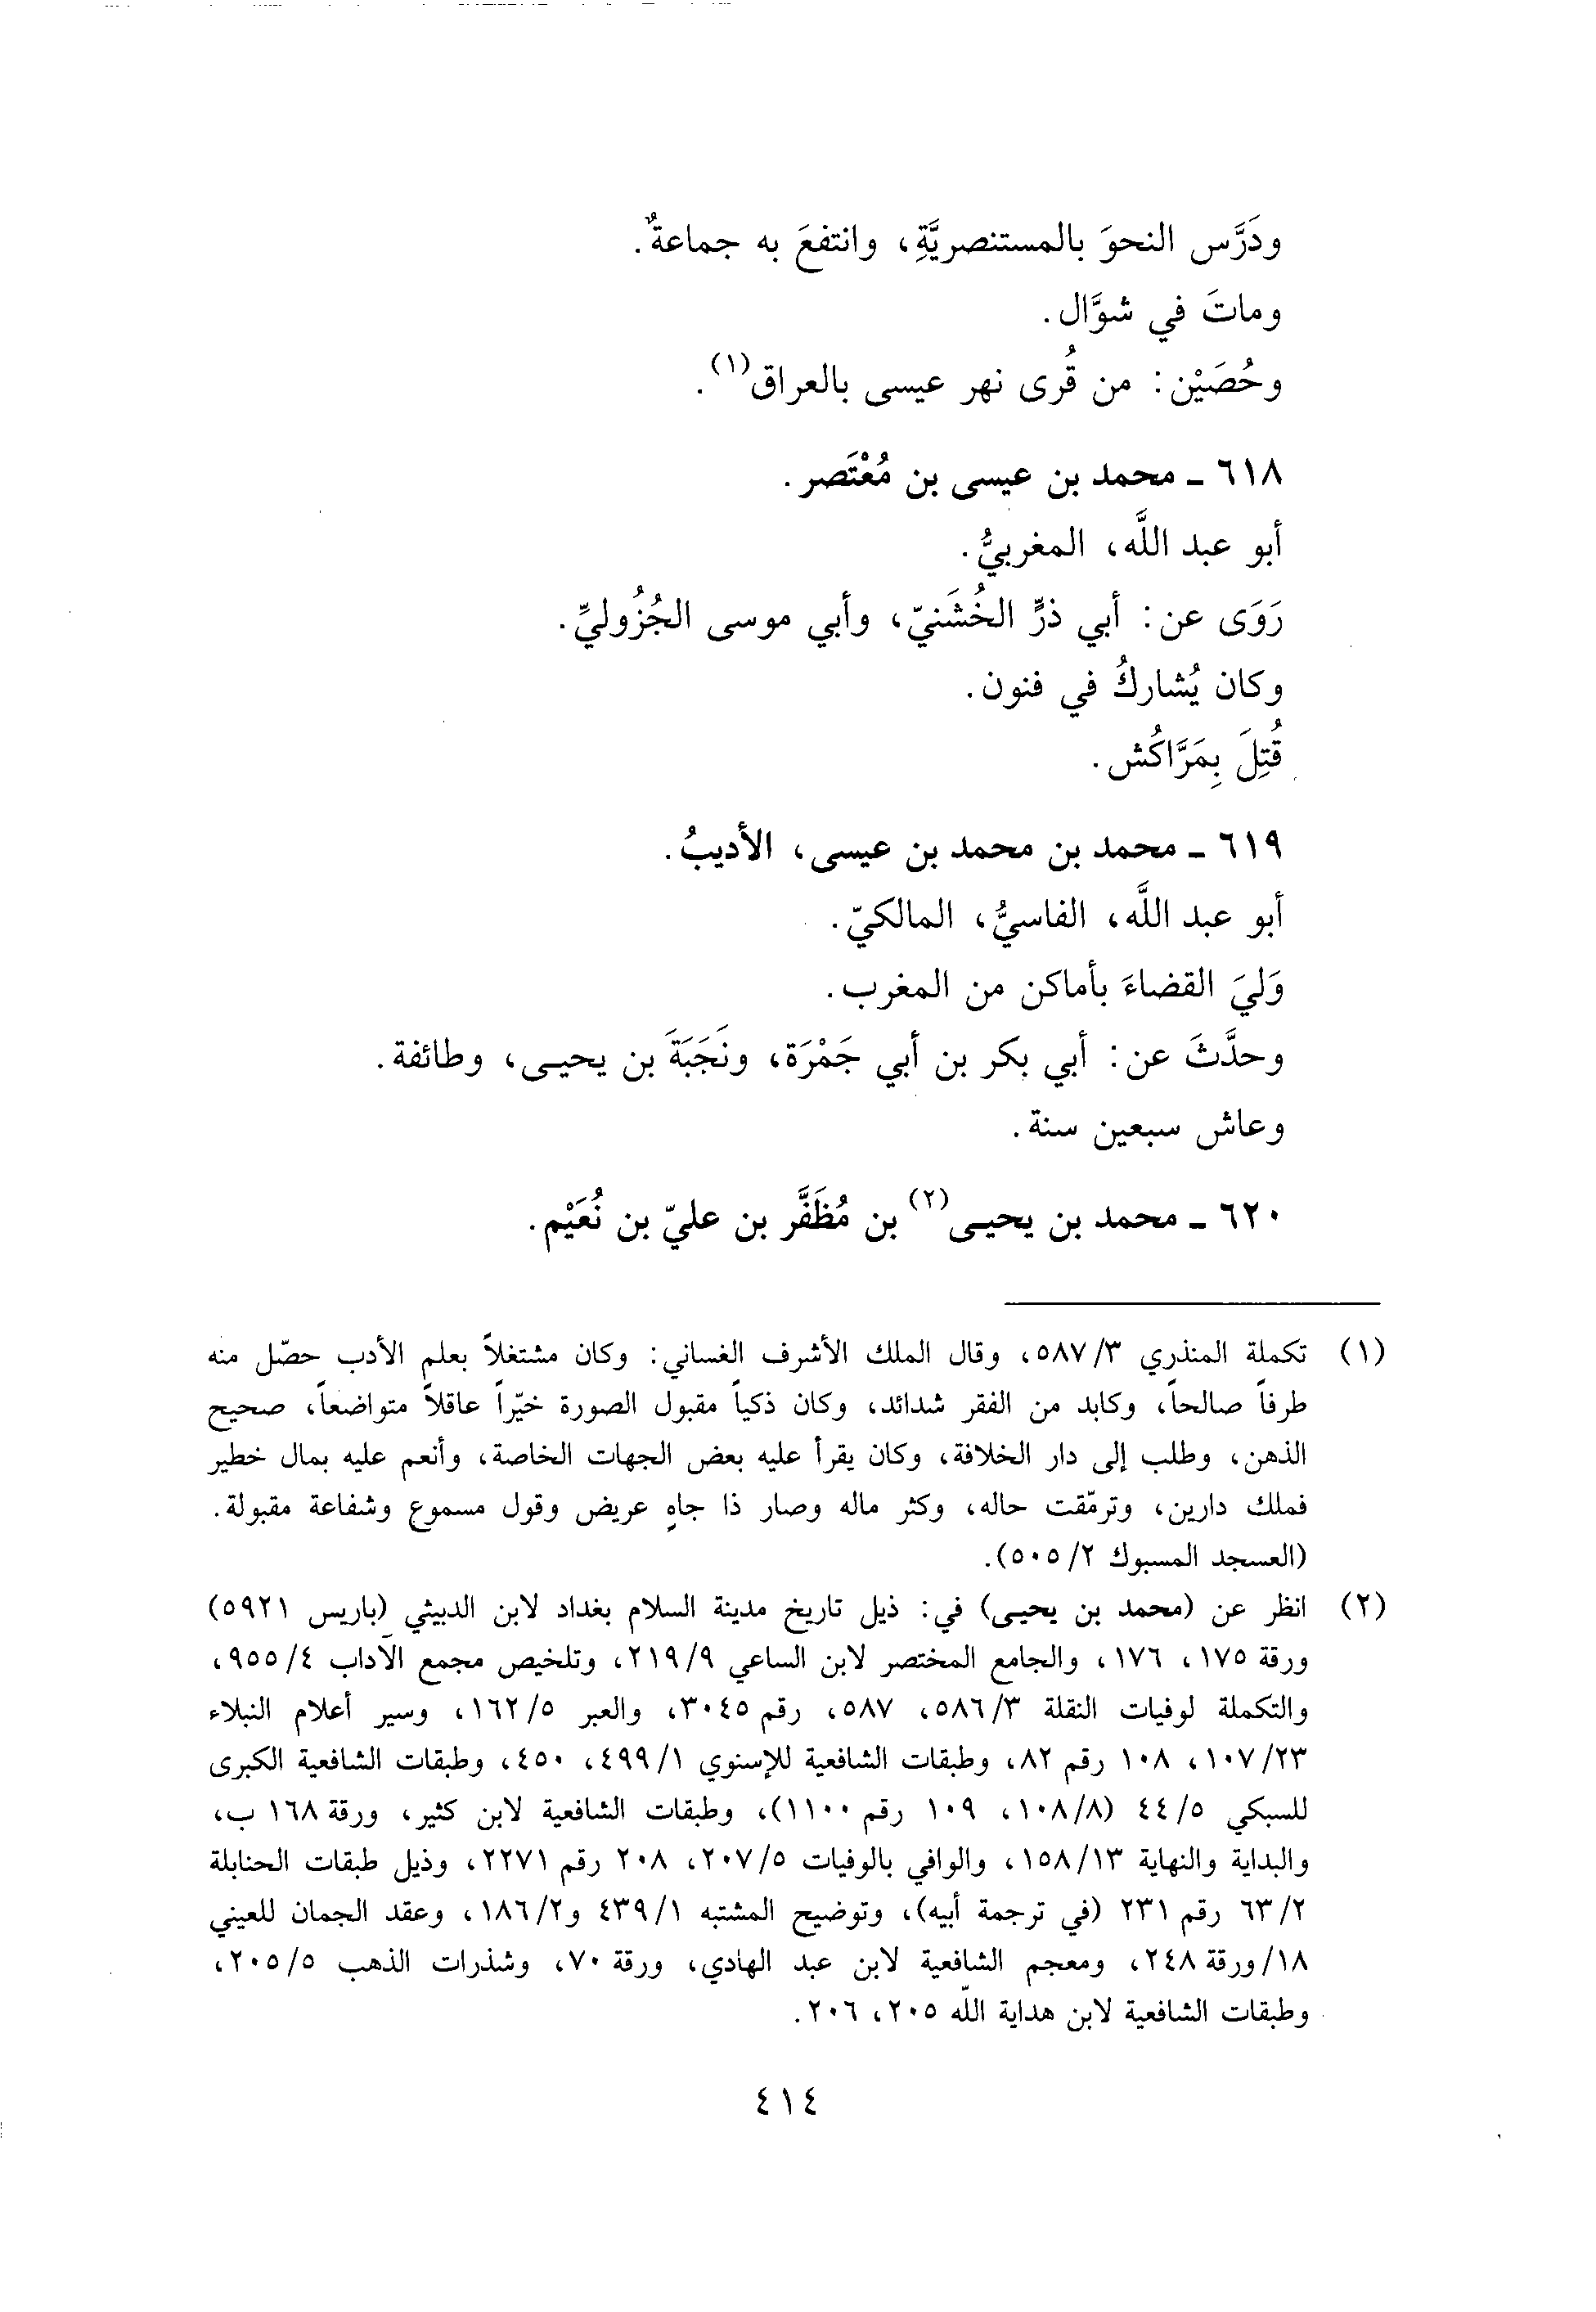 ودَرَّس النحوَ بالمستنصريَّةِ، وانتفعَ به جماعةٌ.
وماتَ في شوَّال.
وحُصَيْن: من قُرى نهر عيسى بالعراق(١).
٦١٨ ـ محمد بن عيسى بن مُعْتَصر.
أبو عبد اللَّه، المغربيُّ.
رَوَى عن: أبي ذرٍّ الخُشَنيّ، وأبي موسى الجُزُوليِّ.
وكان يُشاركُ في فنون.
قُتِلَ بِمَرَّاكُش.
٦١٩ ـ محمد بن محمد بن عيسى، الأديبُ.
أبو عبد اللَّه، الفاسيُّ، المالكيّ.
وَليَ القضاءَ بأماكن من المغرب.
وحدَّثَ عن: أبي بكر بن أبي جَمْرَة، ونَجَبَةَ بن يحيـى، وطائفة.
وعاش سبعين سنة.
٦٢٠ ـ محمد بن يحيـى(٢) بن مُظَفَّر بن عليّ بن نُعَيْم.
(١) تكملة المنذري ٥٨٧/٣، وقال الملك الأشرف الغساني: وكان مشتغلاً بعلم الأدب حصّل منه
طرفاً صالحاً، وكابد من الفقر شدائد، وكان ذكياً مقبول الصورة خيّراً عاقلاً متواضعاً، صحيح
الذهن، وطلب إلى دار الخلافة، وكان يقرأ عليه بعض الجهات الخاصة، وأنعم عليه بمال خطير
فملك دارين، وترمّقت حاله، وكثر ماله وصار ذا جاهٍ عريض وقول مسموع وشفاعة مقبولة.
(العسجد المسبوك ٥٠٥/٢).
(٢) انظر عن (محمد بن يحيـى) في: ذيل تاريخ مدينة السلام بغداد لابن الدبيثي (باريس ٥٩٢١)
ورقة ١٧٥، ١٧٦، والجامع المختصر لابن الساعي ٢١٩/٩، وتلخيص مجمع الآداب ٩٥٥/٤،
والتكملة لوفيات النقلة ٥٨٦/٣، ٥٨٧، رقم ٣٠٤٥، والعبر ١٦٢/٥، وسير أعلام النبلاء
١٠٧/٢٣، ١٠٨ رقم ٨٢، وطبقات الشافعية للإسنوي ٤٩٩/١، ٤٥٠، وطبقات الشافعية الكبرى
للسبكي ٤٤/٥ (١٠٨/٨، ١٠٩ رقم ١١٠٠)، وطبقات الشافعية لابن كثير، ورقة ١٦٨ ب،
والبداية والنهاية ١٥٨/١٣، والوافي بالوفيات ٢٠٧/٥، ٢٠٨ رقم ٢٢٧١، وذيل طبقات الحنابلة
٦٣/٢ رقم ٢٣١ (في ترجمة أبيه)، وتوضيح المشتبه ٤٣٩/١ و١٨٦/٢، وعقد الجمان للعيني
١٨/ورقة ٢٤٨، ومعجم الشافعية لابن عبد الهادي، ورقة ٧٠، وشذرات الذهب ٢٠٥/٥،
وطبقات الشافعية لابن هداية اللّه ٢٠٥، ٢٠٦.
٤١٤